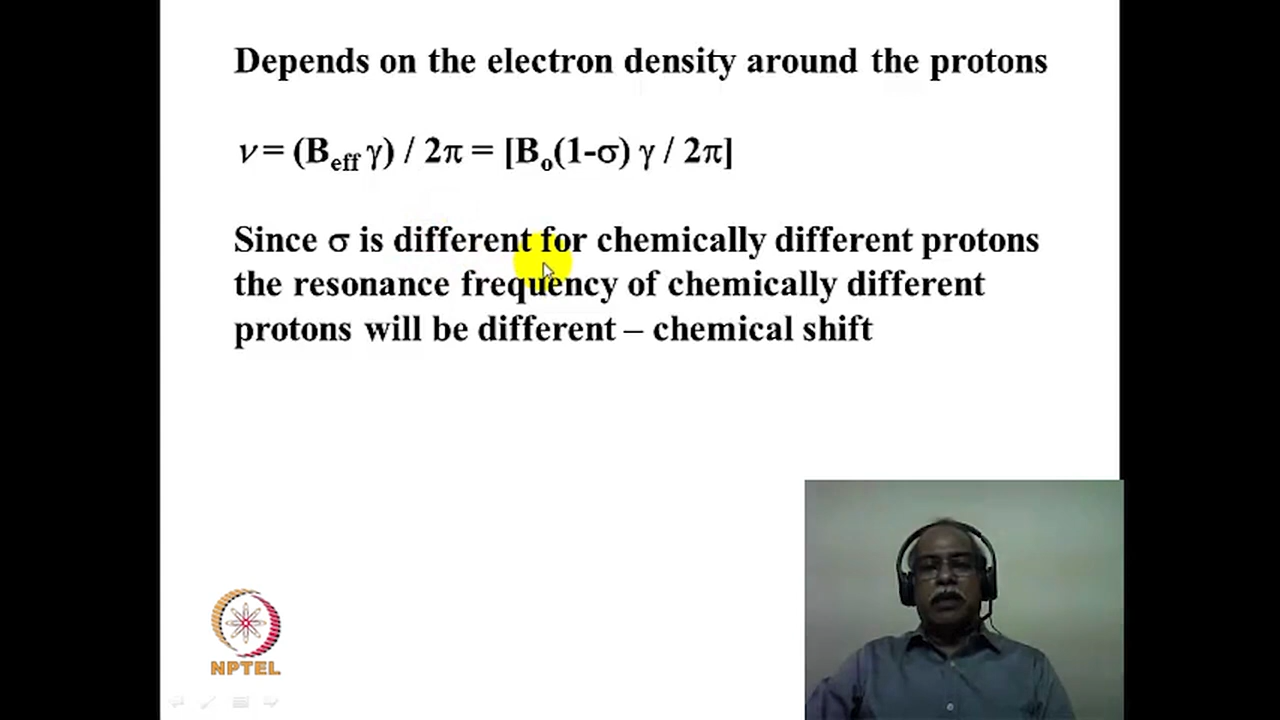 Depends on the electron density around the protons
ν = (Beff γ) / 2π = [Bo(1-σ) γ / 2π]
Since σ is different for chemically different protons
the resonance frequency of chemically different
protons will be different – chemical shift
NPTEL